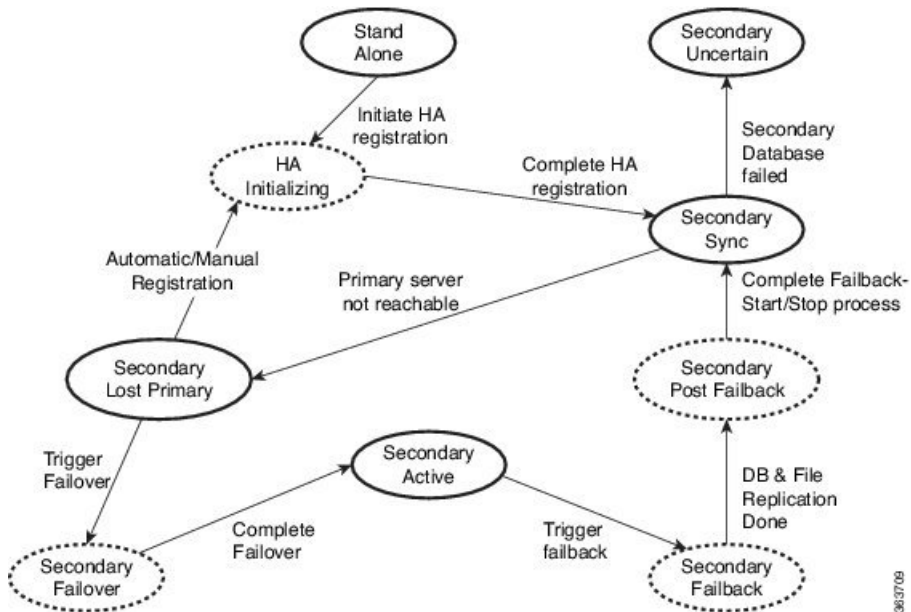 Stand
Alone
Secondary
Uncertain
Initiate HA
registration
Secondary
Database
failed
HA
Initializing
Complete HA
registration
Secondary
Sync
Automatic/Manual
Registration
Primary server
not reachable
Complete Failback-
Start/Stop process
Secondary
Lost Primary
Secondary
Post Failback
Trigger
Failover
Secondary
Active
DB & File
Replication
Done
Complete
Failover
Trigger
failback
Secondary
Failover
Secondary
Failback
363709